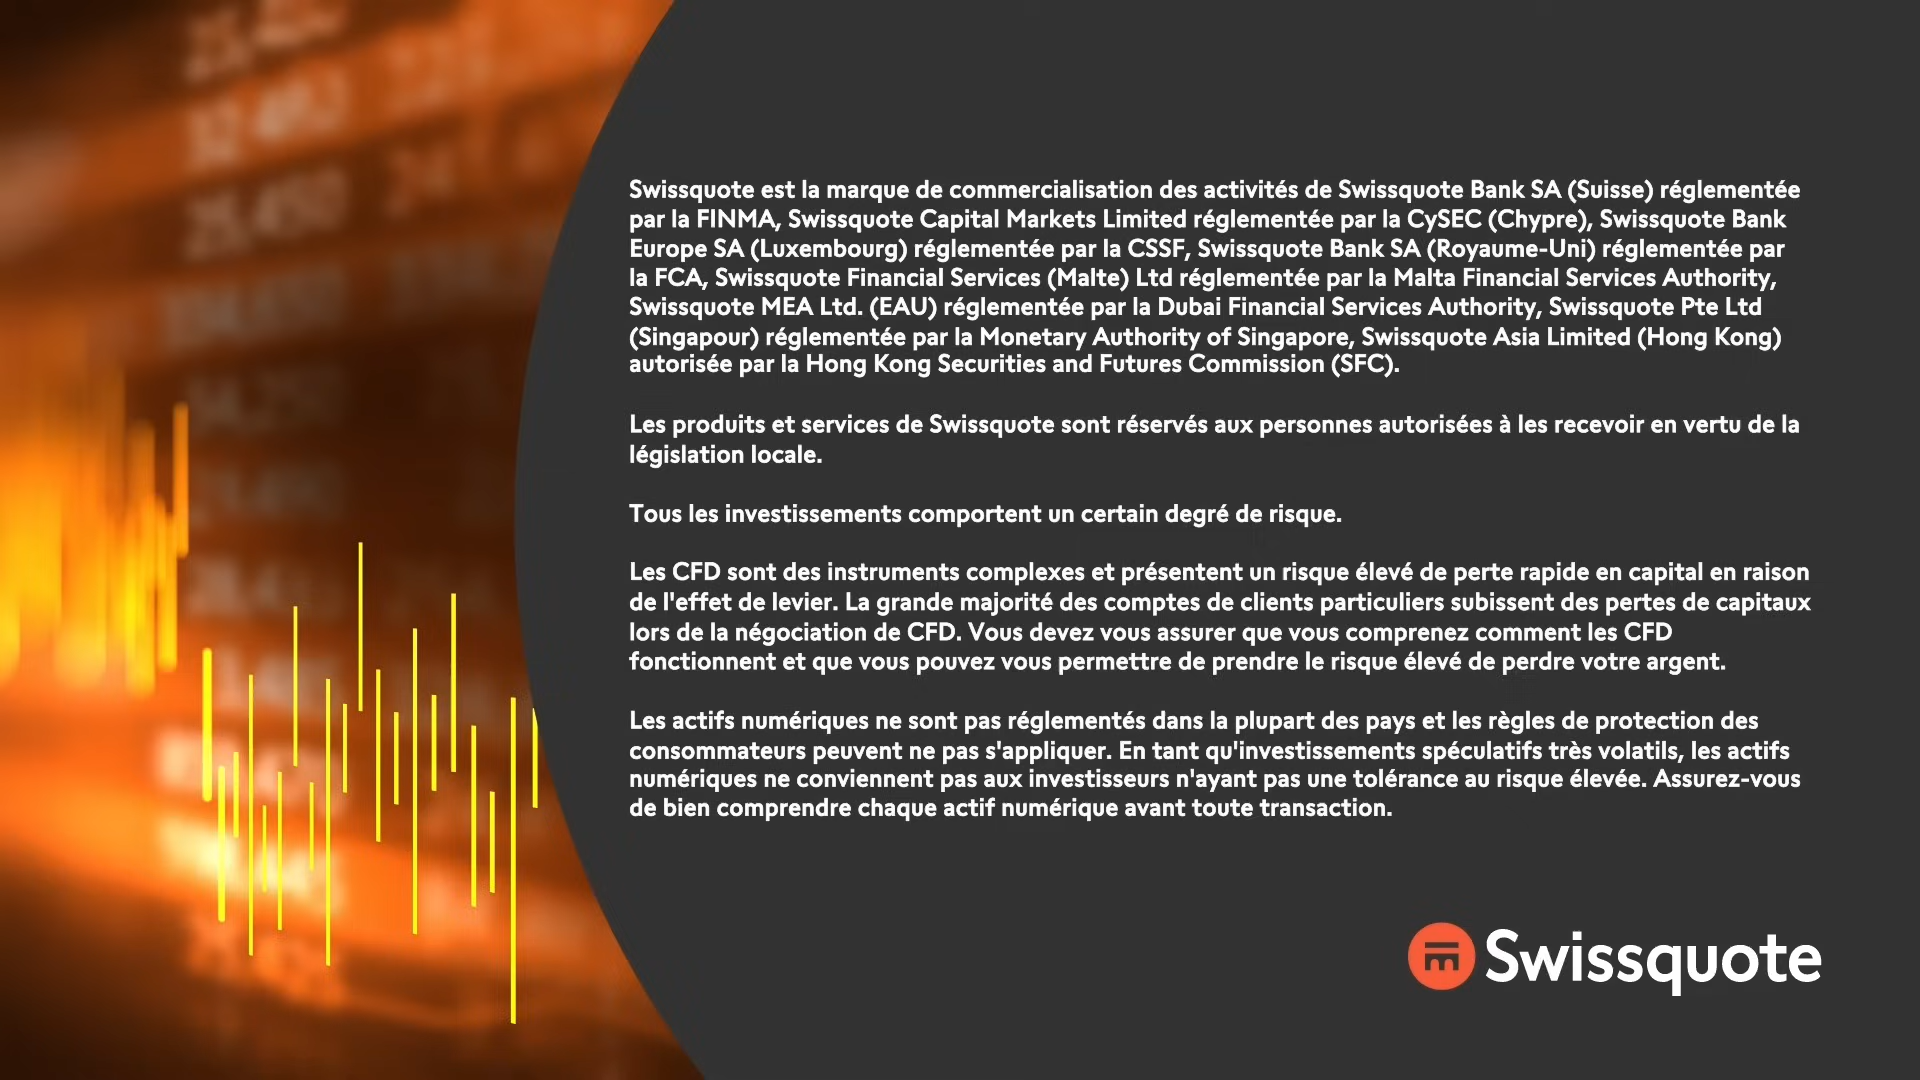 Swissquote est la marque de commercialisation des activités de Swissquote Bank SA (Suisse) réglementée
par la FINMA, Swissquote Capital Markets Limited réglementée par la CySEC (Chypre), Swissquote Bank
Europe SA (Luxembourg) réglementée par la CSSF, Swissquote Bank SA (Royaume-Uni) réglementée par
la FCA, Swissquote Financial Services (Malte) Ltd réglementée par la Malta Financial Services Authority,
Swissquote MEA Ltd. (EAU) réglementée par la Dubai Financial Services Authority, Swissquote Pte Ltd
(Singapour) réglementée par la Monetary Authority of Singapore, Swissquote Asia Limited (Hong Kong)
autorisée par la Hong Kong Securities and Futures Commission (SFC).
Les produits et services de Swissquote sont réservés aux personnes autorisées à les recevoir en vertu de la
législation locale.
Tous les investissements comportent un certain degré de risque.
Les CFD sont des instruments complexes et présentent un risque élevé de perte rapide en capital en raison
de l'effet de levier. La grande majorité des comptes de clients particuliers subissent des pertes de capitaux
lors de la négociation de CFD. Vous devez vous assurer que vous comprenez comment les CFD
fonctionnent et que vous pouvez vous permettre de prendre le risque élevé de perdre votre argent.
Les actifs numériques ne sont pas réglementés dans la plupart des pays et les règles de protection des
consommateurs peuvent ne pas s'appliquer. En tant qu'investissements spéculatifs très volatils, les actifs
numériques ne conviennent pas aux investisseurs n'ayant pas une tolérance au risque élevée. Assurez-vous
de bien comprendre chaque actif numérique avant toute transaction.
Swissquote